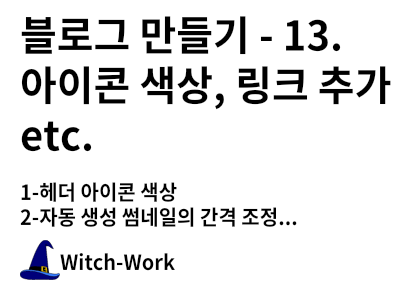 블로그 만들기 - 13.
아이콘 색상, 링크 추가
etc.
1-헤더 아이콘 색상
2-자동 생성 썸네일의 간격 조정...
Witch-Work